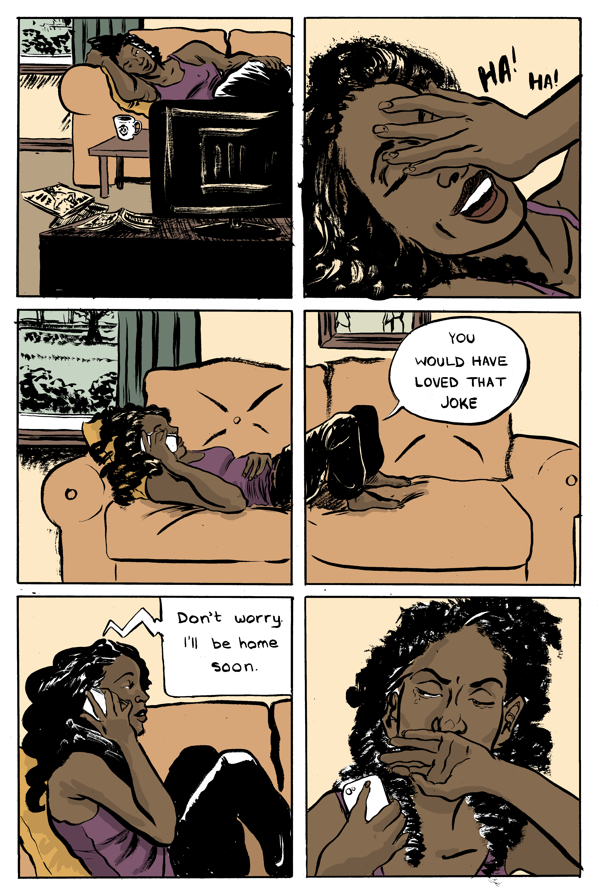 HA!
HA!
YOU
WOULD HAVE
LOVED THAT
JOKE
Don't worry.
I'll be home
soon.